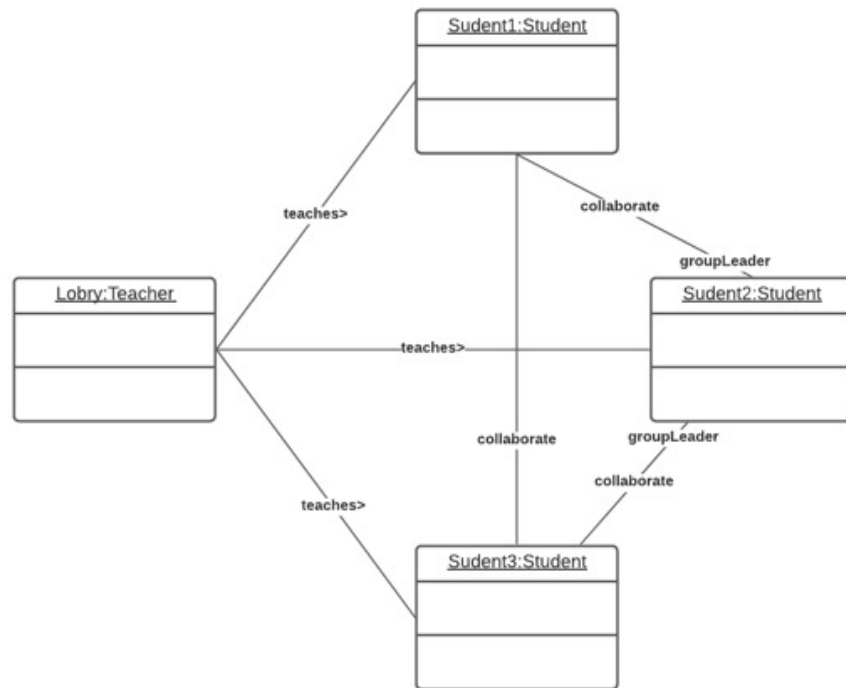 Sudent1:Student
collaborate
teaches>
groupLeader
Lobry:Teacher
Sudent2:Student
teaches>
collaborate
groupLeader
collaborate
teaches>
Sudent3:Student